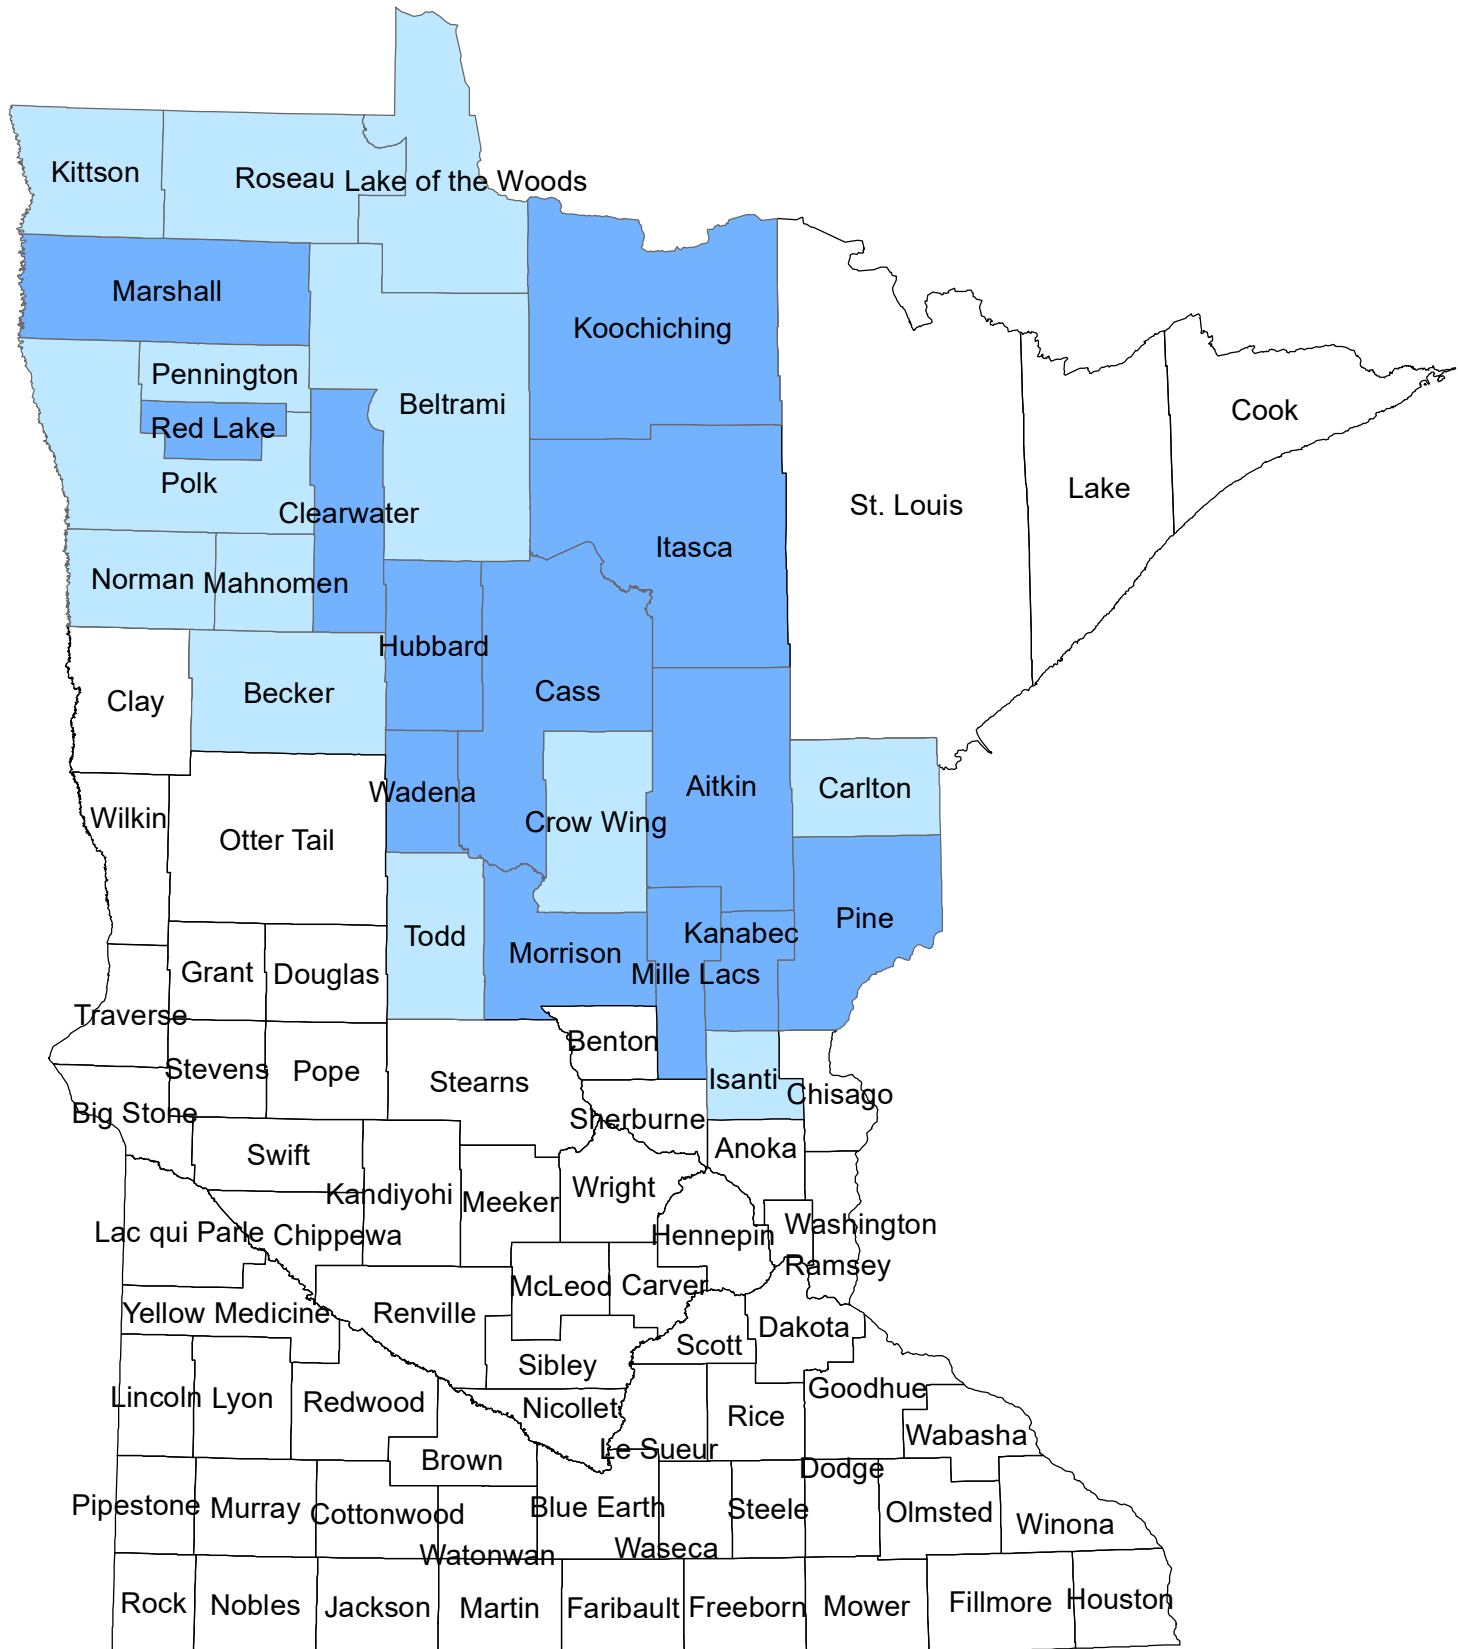 Kittson
Roseau
Lake of the Woods
Marshall
Koochiching
Pennington
Beltrami
Red Lake
Cook
Polk
Lake
Clearwater
St. Louis
Itasca
Norman
Mahnomen
Hubbard
Clay
Becker
Cass
Wadena
Aitkin
Carlton
Wilkin
Otter Tail
Crow Wing
Pine
Todd
Kanabec
Morrison
Mille Lacs
Grant
Douglas
Traverse
Benton
Stevens
Pope
Stearns
Isanti
Chisago
Big Stone
Sherburne
Swift
Anoka
Kandiyohi
Meeker
Wright
Lac qui Parle
Chippewa
Hennepin
Washington
Ramsey
McLeod
Carver
Yellow Medicine
Renville
Dakota
Scott
Sibley
Lincoln
Lyon
Redwood
Nicollet
Goodhue
Rice
Wabasha
Le Sueur
Brown
Dodge
Pipestone
Murray
Cottonwood
Blue Earth
Steele
Olmsted
Winona
Watonwan
Waseca
Rock
Nobles
Jackson
Martin
Faribault
Freeborn
Mower
Fillmore
Houston